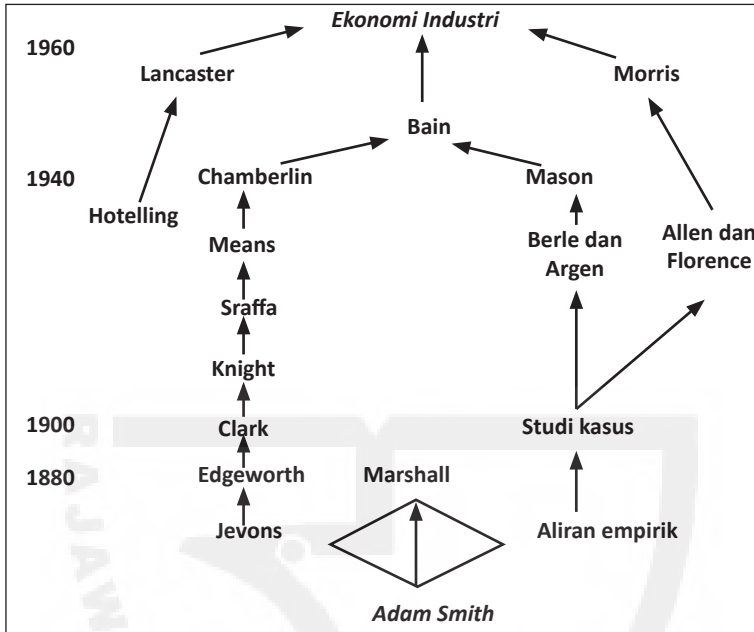 Ekonomi Industri
1960
Lancaster
Morris
Bain
1940
Chamberlin
Mason
Hotelling
Means
Berle dan
Argen
Allen dan
Florence
Sraffa
Knight
1900
Clark
Studi kasus
1880
Edgeworth
Marshall
Jevons
Aliran empirik
Adam Smith
RAJAW